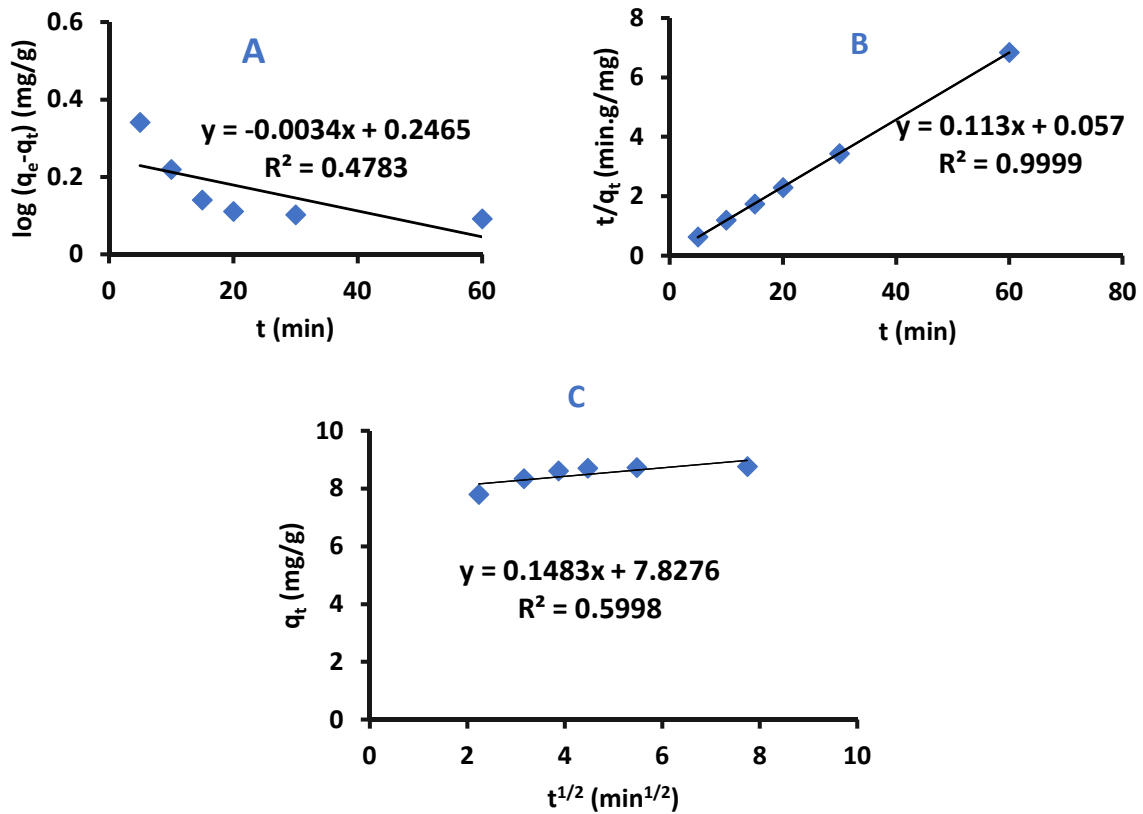 A
log (qₑ-qₜ) (mg/g)
0.6
0.4
0.2
0
y = -0.0034x + 0.2465
R² = 0.4783
0 20 40 60
t (min)
B
t/qₜ (min.g/mg)
8
6
4
2
0
y = 0.113x + 0.057
R² = 0.9999
0 20 40 60 80
t (min)
C
qₜ (mg/g)
10
8
6
4
2
0
y = 0.1483x + 7.8276
R² = 0.5998
0 2 4 6 8 10
t¹/² (min¹/²)